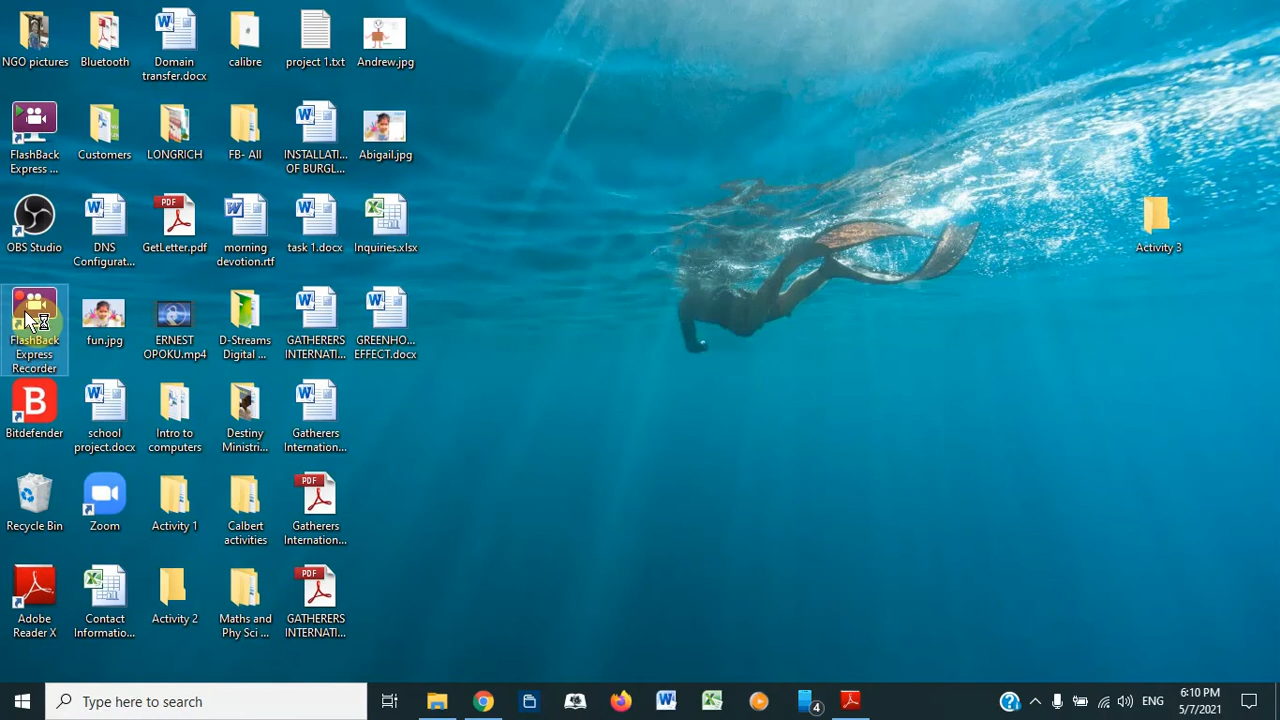 NGO pictures
Bluetooth
Domain
transfer.docx
calibre
project 1.txt
Andrew.jpg
FlashBack
Express ...
Customers
LONGRICH
FB- All
INSTALLATI...
OF BURGL...
Abigail.jpg
OBS Studio
DNS
Configurat...
PDF
GetLetter.pdf
morning
devotion.rtf
task 1.docx
Inquiries.xlsx
Activity 3
FlashBack
Express
Recorder
fun.jpg
ERNEST
OPOKU.mp4
D-Streams
Digital ...
GATHERERS
INTERNATI...
GREENHO...
EFFECT.docx
B
Bitdefender
school
project.docx
Intro to
computers
Destiny
Ministri...
Gatherers
Internation...
Recycle Bin
Zoom
Activity 1
Calbert
activities
PDF
Gatherers
Internation...
Adobe
Reader X
Contact
Informatio...
Activity 2
Maths and
Phy Sci ...
PDF
GATHERERS
INTERNATI...
Type here to search
4
ENG
6:10 PM
5/7/2021